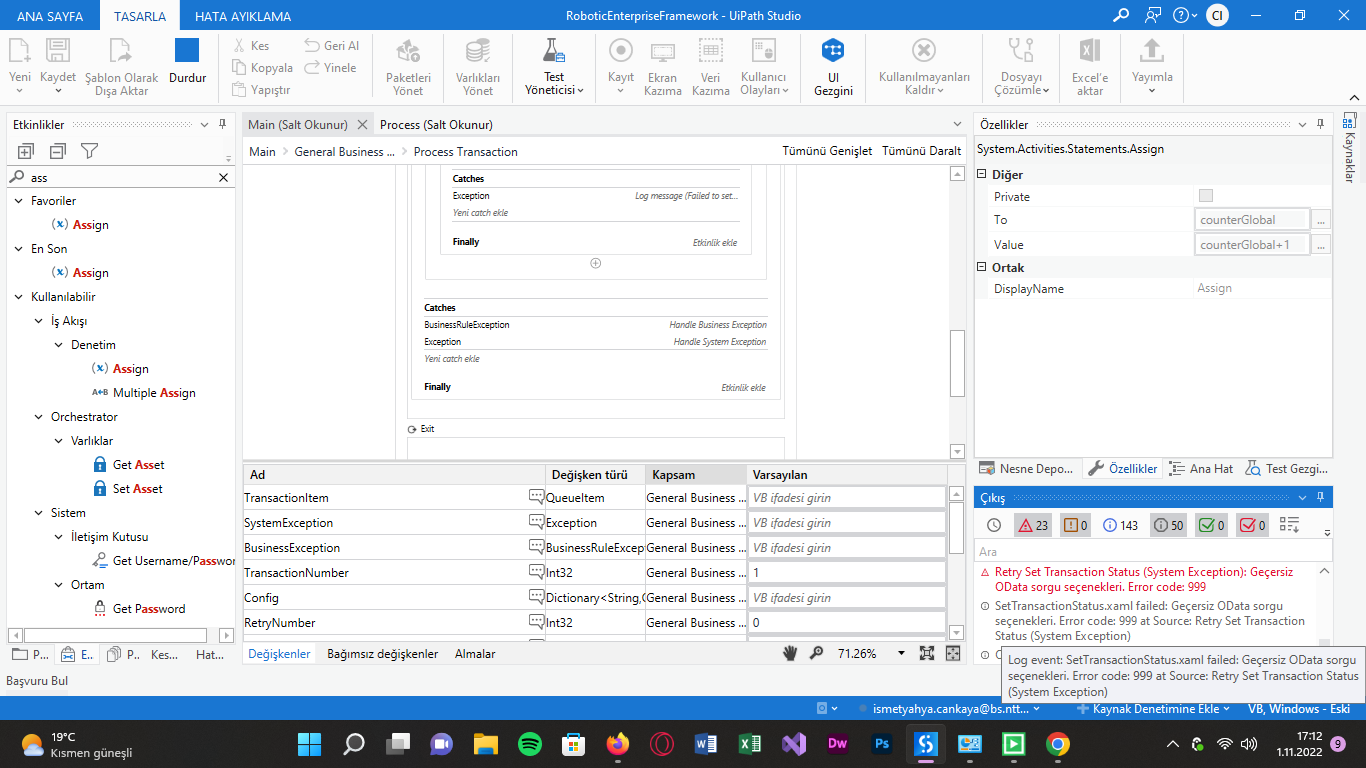 ANA SAYFA TASARLA HATA AYIKLAMA RoboticEnterpriseFramework - UiPath Studio CI
Yeni Kaydet Şablon Olarak Dışa Aktar Durdur
Kes Geri Al
Kopyala Yinele
Yapıştır
Paketleri Yönet
Varlıkları Yönet
Test Yöneticisi
Kayıt
Ekran Kazıma
Veri Kazıma
Kullanıcı Olayları
UI Gezgini
Kullanılmayanları Kaldır
Dosyayı Çözümle
Excel'e aktar
Yayımla
Etkinlikler
ass
Favoriler
Assign
En Son
Assign
Kullanılabilir
İş Akışı
Denetim
Assign
A+B Multiple Assign
Orchestrator
Varlıklar
Get Asset
Set Asset
Sistem
İletişim Kutusu
Get Username/Passwor
Ortam
Get Password
P... E.. P.. Kes... Hat...
Main (Salt Okunur) Process (Salt Okunur)
Main > General Business ... > Process Transaction Tümünü Genişlet Tümünü Daralt
Catches
Exception Log message (Failed to set...
Yeni catch ekle
Finally Etkinlik ekle
Catches
BusinessRuleException Handle Business Exception
Exception Handle System Exception
Yeni catch ekle
Finally Etkinlik ekle
Exit
Ad Değişken türü Kapsam Varsayılan
TransactionItem QueueItem General Business ... VB ifadesi girin
SystemException Exception General Business ... VB ifadesi girin
BusinessException BusinessRuleExcep General Business ... VB ifadesi girin
TransactionNumber Int32 General Business ... 1
Config Dictionary<String,O General Business ... VB ifadesi girin
RetryNumber Int32 General Business ... 0
Değişkenler Bağımsız değişkenler Almalar 71.26%
Özellikler
System.Activities.Statements.Assign
Diğer
Private
To counterGlobal ...
Value counterGlobal+1 ...
Ortak
DisplayName Assign
Nesne Depo... Özellikler Ana Hat Test Gezgi...
Kaynaklar
Çıkış
23 0 143 50 0 0
Ara
Retry Set Transaction Status (System Exception): Geçersiz
OData sorgu seçenekleri. Error code: 999
SetTransactionStatus.xaml failed: Geçersiz OData sorgu
seçenekleri. Error code: 999 at Source: Retry Set Transaction
Status (System Exception)
Log event: SetTransactionStatus.xaml failed: Geçersiz OData sorgu
seçenekleri. Error code: 999 at Source: Retry Set Transaction Status
(System Exception)
Başvuru Bul
ismetyahya.cankaya@bs.ntt... Kaynak Denetimine Ekle VB, Windows - Eski
19°C
Kısmen güneşli
Dw Ps
17:12
1.11.2022
9